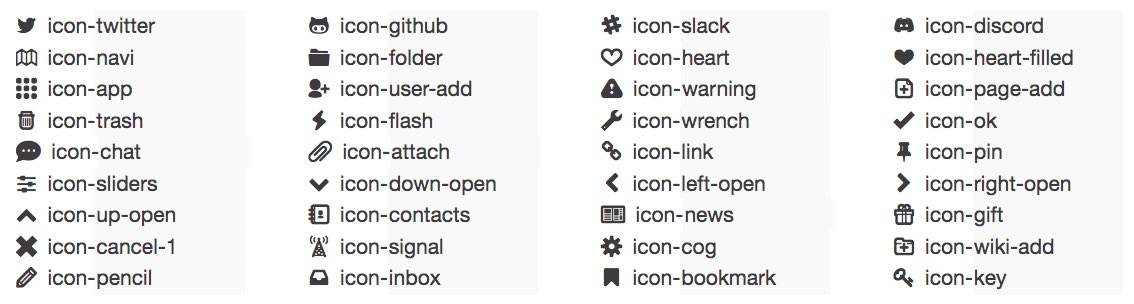 icon-twitter icon-github icon-slack icon-discord
icon-navi icon-folder icon-heart icon-heart-filled
icon-app icon-user-add icon-warning icon-page-add
icon-trash icon-flash icon-wrench icon-ok
icon-chat icon-attach icon-link icon-pin
icon-sliders icon-down-open icon-left-open icon-right-open
icon-up-open icon-contacts icon-news icon-gift
icon-cancel-1 icon-signal icon-cog icon-wiki-add
icon-pencil icon-inbox icon-bookmark icon-key